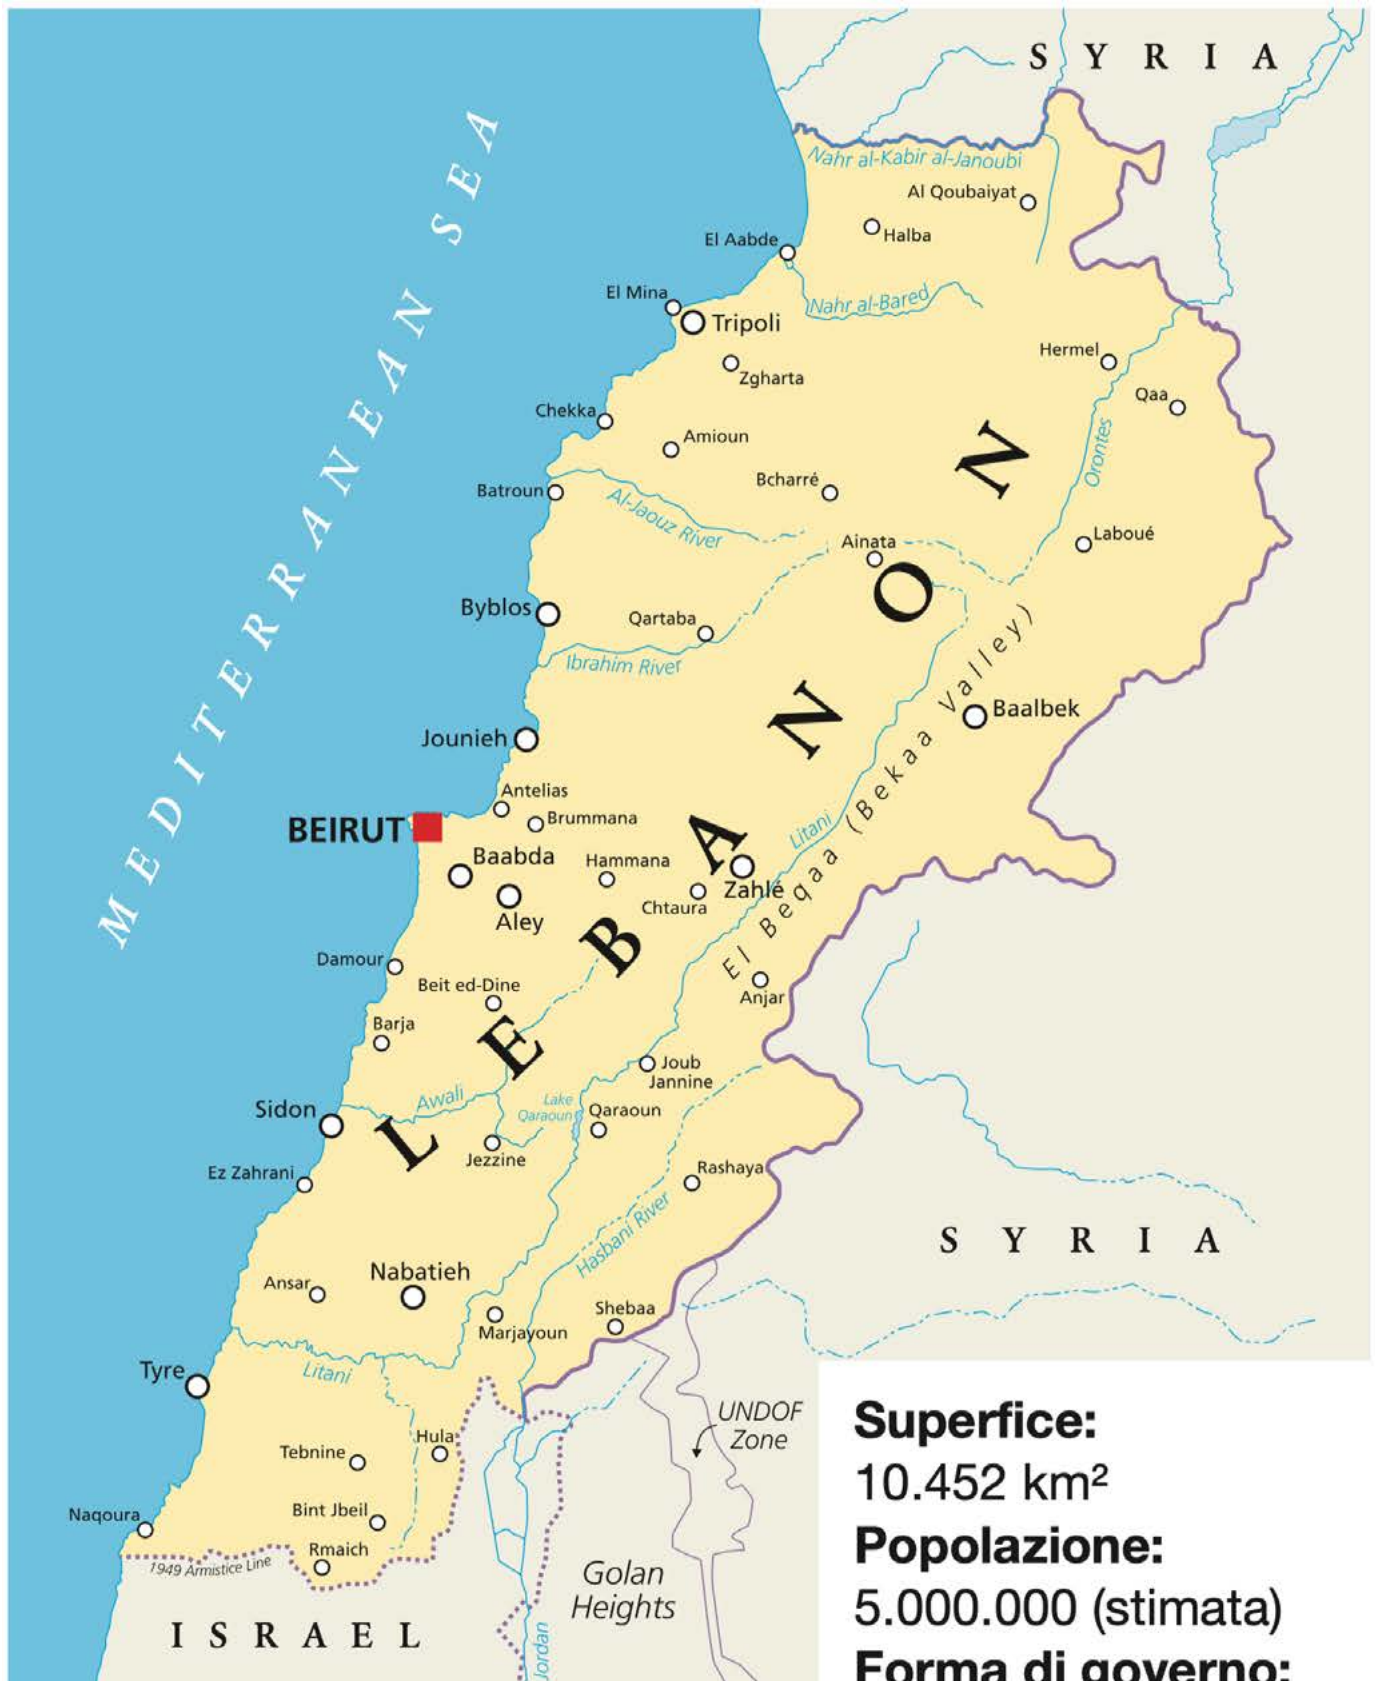 SYRIA
MEDITERRANEAN SEA
Nahr al-Kabir al-Janoubi
Al Qoubaiyat
Halba
El Aabde
El Mina
Nahr al-Bared
Tripoli
Zgharta
Hermel
Qaa
Chekka
Amioun
Orontes
Bcharré
Batroun
Al-Jaouz River
Ainata
Laboué
Byblos
Qartaba
Ibrahim River
LEBANON
Baalbek
Jounieh
Antelias
Brummana
BEIRUT
Litani
El Beqaa (Bekaa Valley)
Baabda
Hammana
Zahlé
Aley
Chtaura
Damour
Beit ed-Dine
Anjar
Barja
Joub
Jannine
Sidon
Awali
Lake
Qaraoun
Qaraoun
Jezzine
Ez Zahrani
Rashaya
Hasbani River
SYRIA
Ansar
Nabatieh
Shebaa
Marjayoun
Tyre
Litani
UNDOF
Zone
Hula
Tebnine
Naqoura
Bint Jbeil
Rmaich
1949 Armistice Line
Golan
Heights
ISRAEL
Jordan
Superfice:
10.452 km²
Popolazione:
5.000.000 (stimata)
Forma di governo: